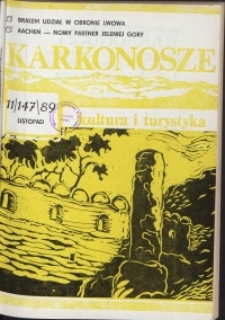 BRAŁEM UDZIAŁ W OBRONIE LWOWA
AACHEN — NOWY PARTNER JELENIEJ GÓRY
KARKONOSZE
11/147/89
LISTOPAD
kultura i turystyka